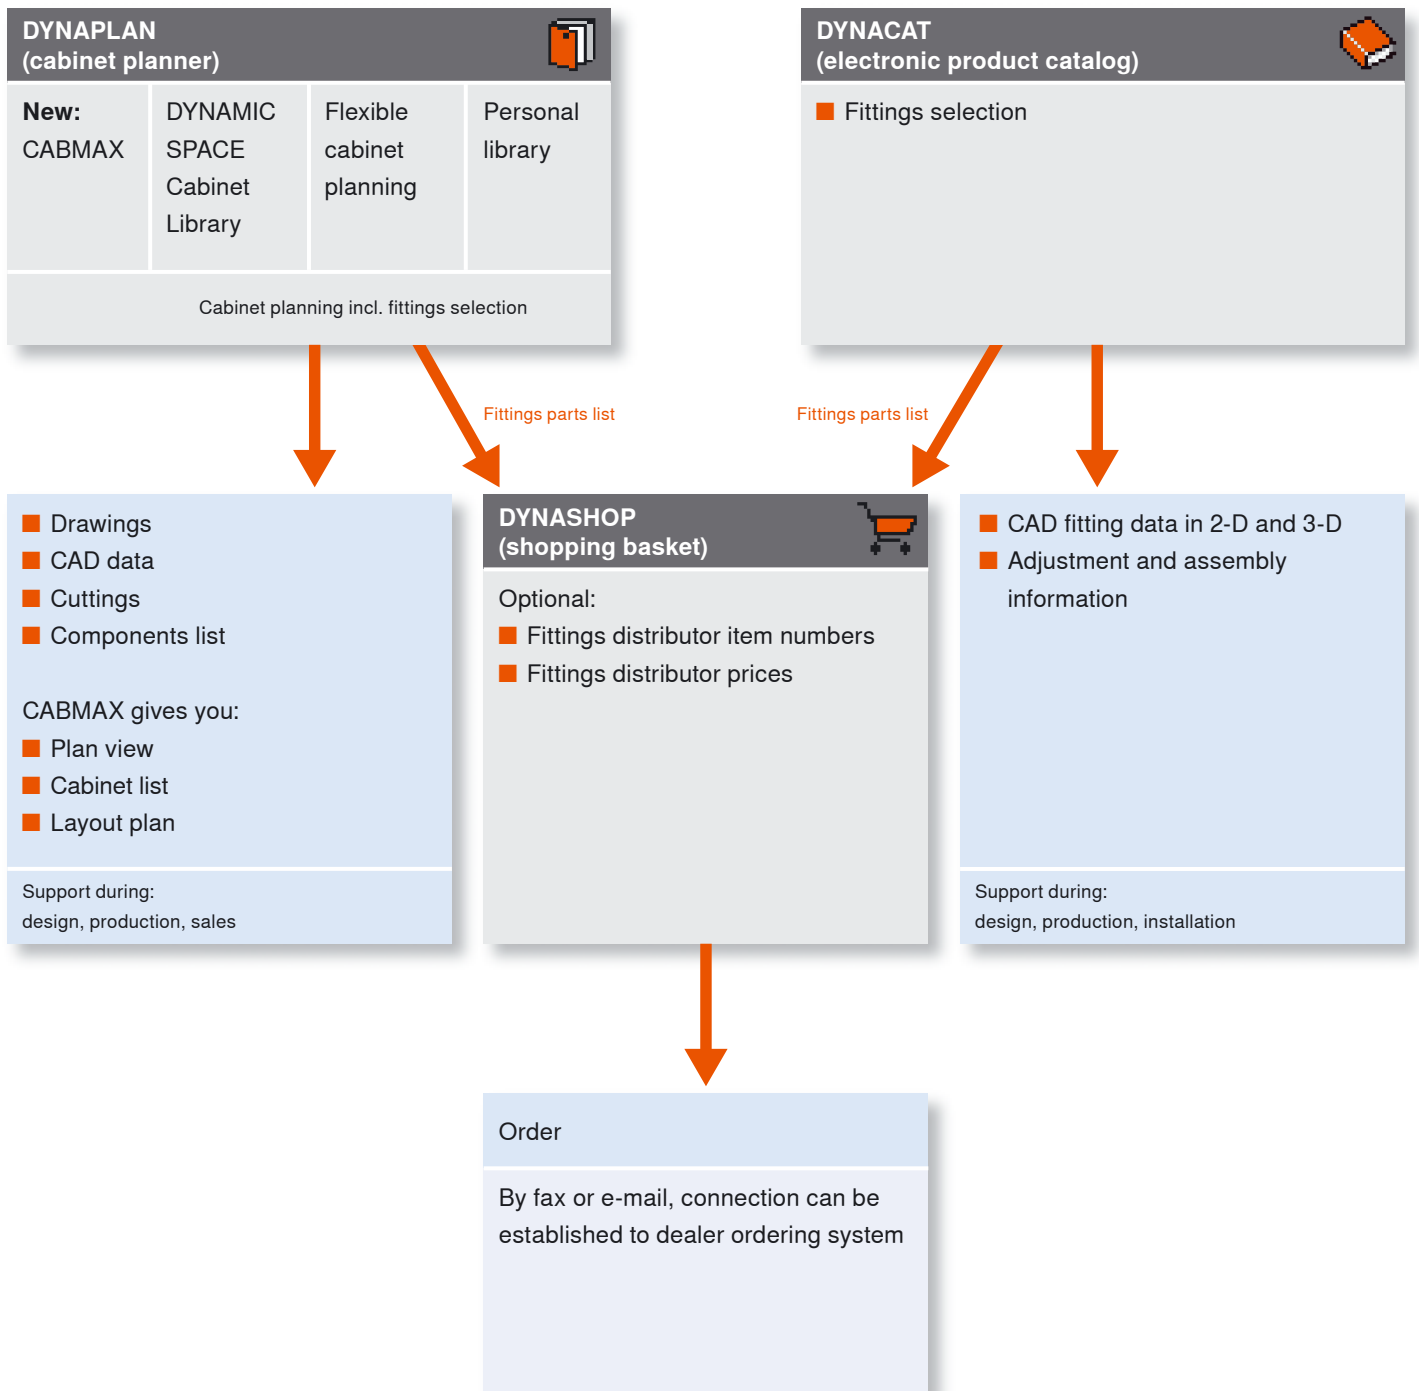 DYNAPLAN
(cabinet planner)
New:
CABMAX
DYNAMIC
SPACE
Cabinet
Library
Flexible
cabinet
planning
Personal
library
Cabinet planning incl. fittings selection
DYNACAT
(electronic product catalog)
Fittings selection
Fittings parts list
Fittings parts list
Drawings
CAD data
Cuttings
Components list
CABMAX gives you:
Plan view
Cabinet list
Layout plan
Support during:
design, production, sales
DYNASHOP
(shopping basket)
Optional:
Fittings distributor item numbers
Fittings distributor prices
CAD fitting data in 2-D and 3-D
Adjustment and assembly
information
Support during:
design, production, installation
Order
By fax or e-mail, connection can be
established to dealer ordering system